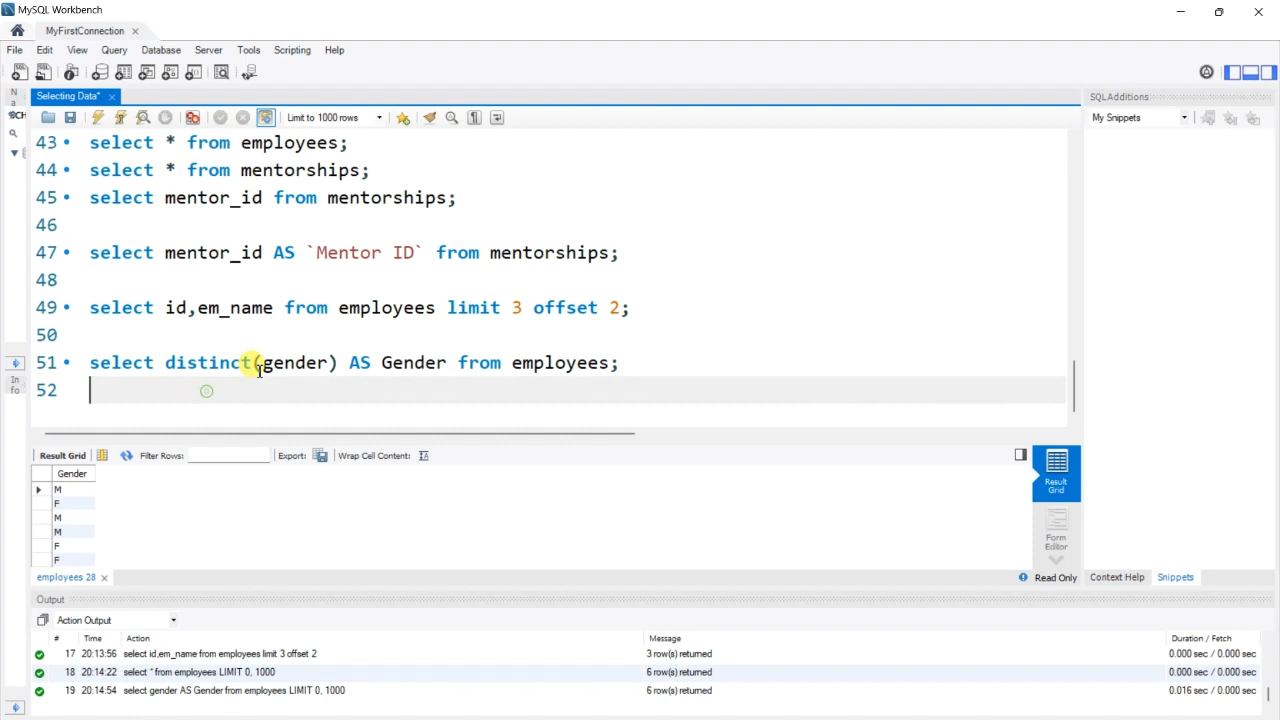 MySQL Workbench
MyFirstConnection
File Edit View Query Database Server Tools Scripting Help
Selecting Data* SQLAdditions
Limit to 1000 rows My Snippets
43 select * from employees;
44 select * from mentorships;
45 select mentor_id from mentorships;
46
47 select mentor_id AS `Mentor ID` from mentorships;
48
49 select id,em_name from employees limit 3 offset 2;
50
51 select distinct(gender) AS Gender from employees;
52
Result Grid Filter Rows: Export: Wrap Cell Content:
Gender
M
F
M
M
F
F
Result Grid
Form Editor
employees 28 Read Only Context Help Snippets
Output
Action Output
# Time Action Message Duration / Fetch
17 20:13:56 select id,em_name from employees limit 3 offset 2 3 row(s) returned 0.000 sec / 0.000 sec
18 20:14:22 select * from employees LIMIT 0, 1000 6 row(s) returned 0.000 sec / 0.000 sec
19 20:14:54 select gender AS Gender from employees LIMIT 0, 1000 6 row(s) returned 0.016 sec / 0.000 sec